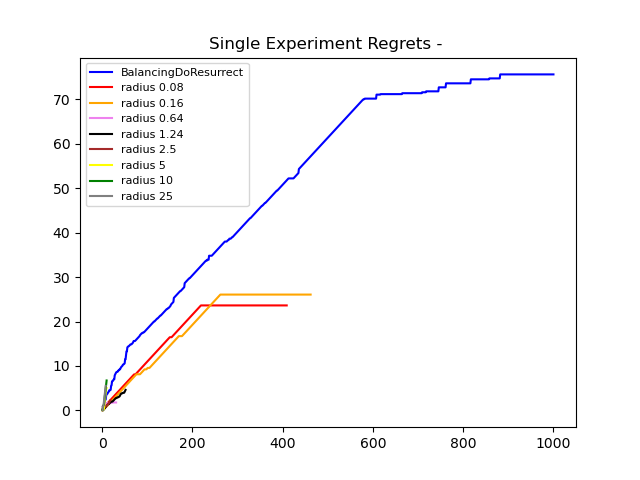 Single Experiment Regrets -
BalancingDoResurrect
radius 0.08
radius 0.16
radius 0.64
radius 1.24
radius 2.5
radius 5
radius 10
radius 25
70
60
50
40
30
20
10
0
0 200 400 600 800 1000